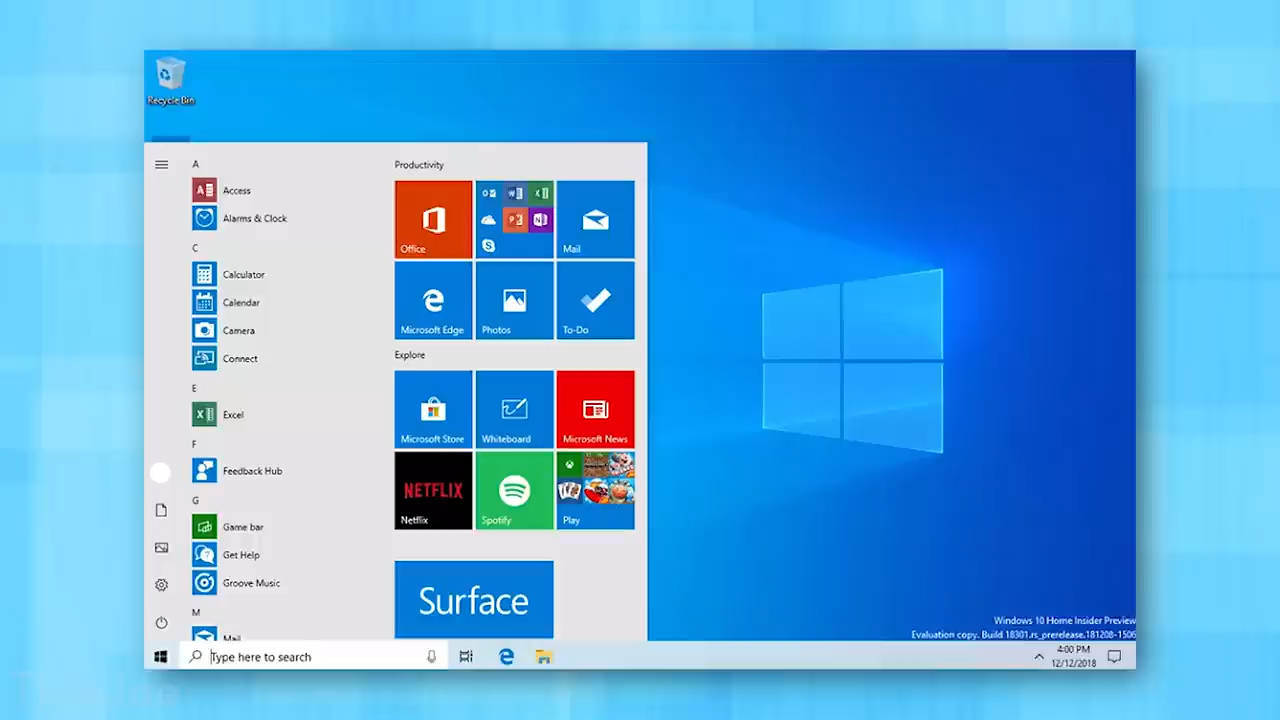 Recycle Bin
A
Access
Alarms & Clock
C
Calculator
Calendar
Camera
Connect
E
Excel
F
Feedback Hub
G
Game bar
Get Help
Groove Music
M
Mail
Productivity
Office
Mail
Microsoft Edge
Photos
To-Do
Explore
Microsoft Store
Whiteboard
Microsoft News
NETFLIX
Netflix
Spotify
Play
Surface
Windows 10 Home Insider Preview
Evaluation copy. Build 18301.rs_prerelease.181208-1506
Type here to search
4:00 PM
12/12/2018